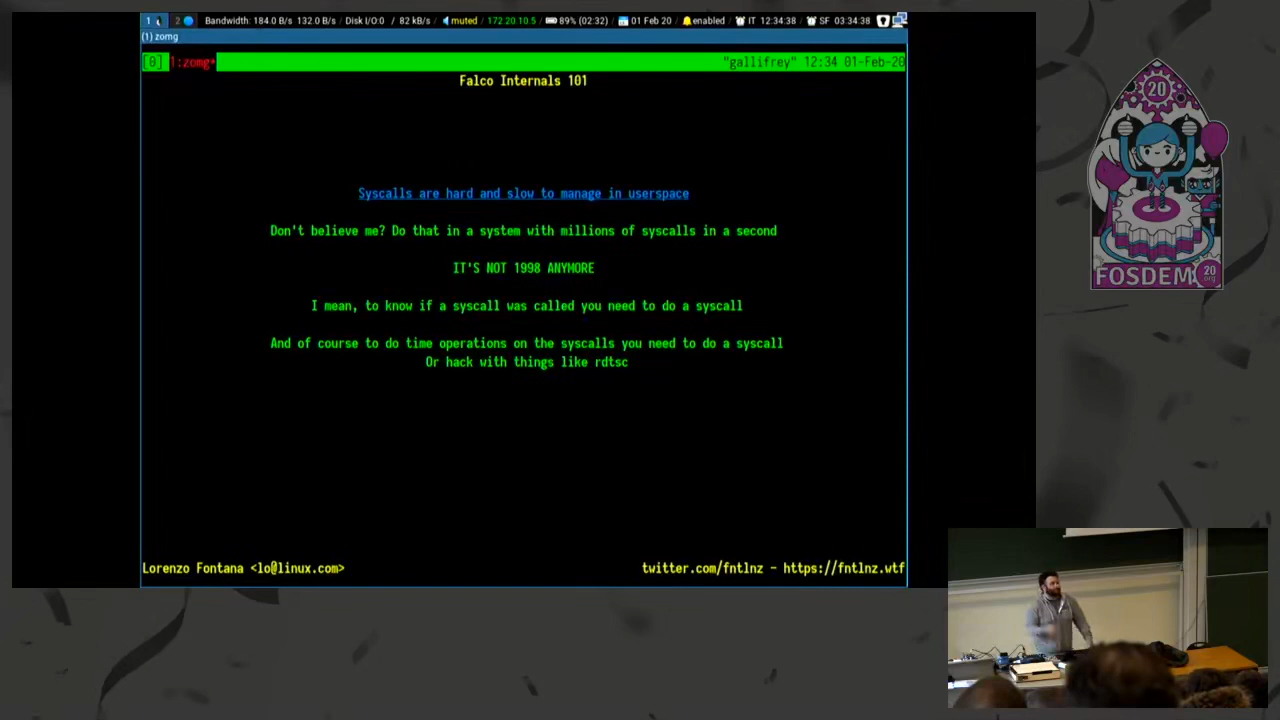 1 2 Bandwidth: 184.0 B/s 132.0 B/s Disk I/O:0 / 82 kB/s muted 172.20.10.5 89% (02:32) 01 Feb 20 enabled IT 12:34:38 SF 03:34:38
(1) zomg
[0] 1:zomg* "gallifrey" 12:34 01-Feb-20
Falco Internals 101
Syscalls are hard and slow to manage in userspace
Don't believe me? Do that in a system with millions of syscalls in a second
IT'S NOT 1998 ANYMORE
I mean, to know if a syscall was called you need to do a syscall
And of course to do time operations on the syscalls you need to do a syscall
Or hack with things like rdtsc
Lorenzo Fontana <lo@linux.com> twitter.com/fntlnz - https://fntlnz.wtf
20
FOSDEM 20
.org